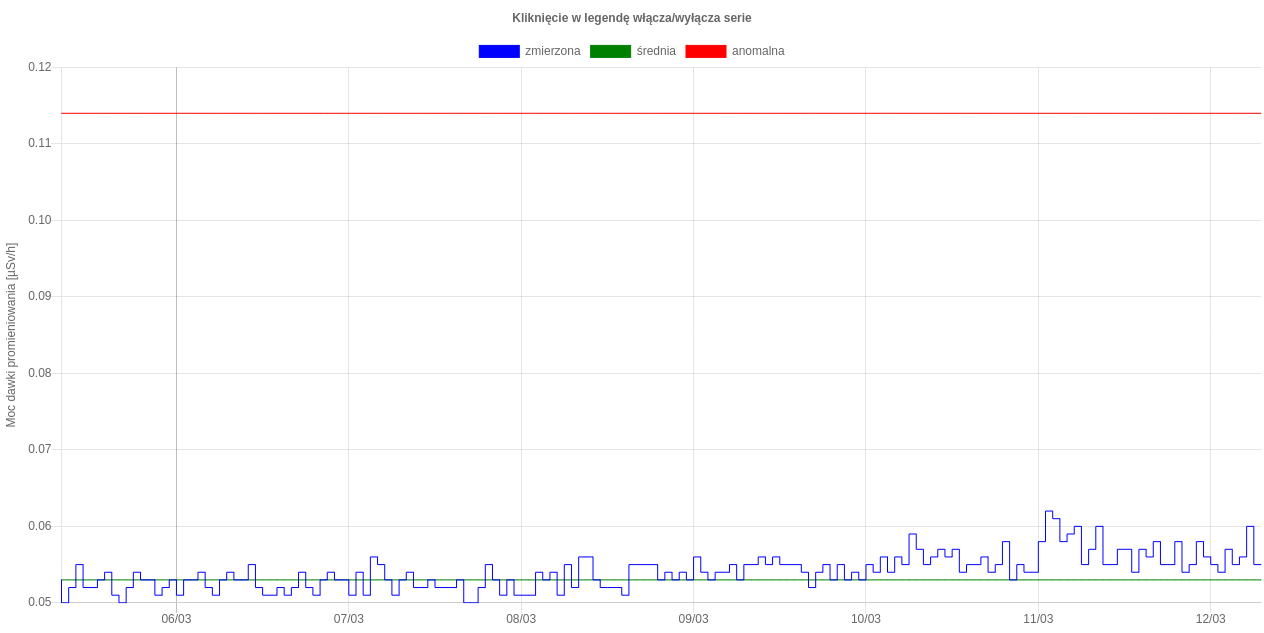 Kliknięcie w legendę włącza/wyłącza serie
zmierzona średnia anomalna
Moc dawki promieniowania [µSv/h]
0.12
0.11
0.10
0.09
0.08
0.07
0.06
0.05
06/03 07/03 08/03 09/03 10/03 11/03 12/03